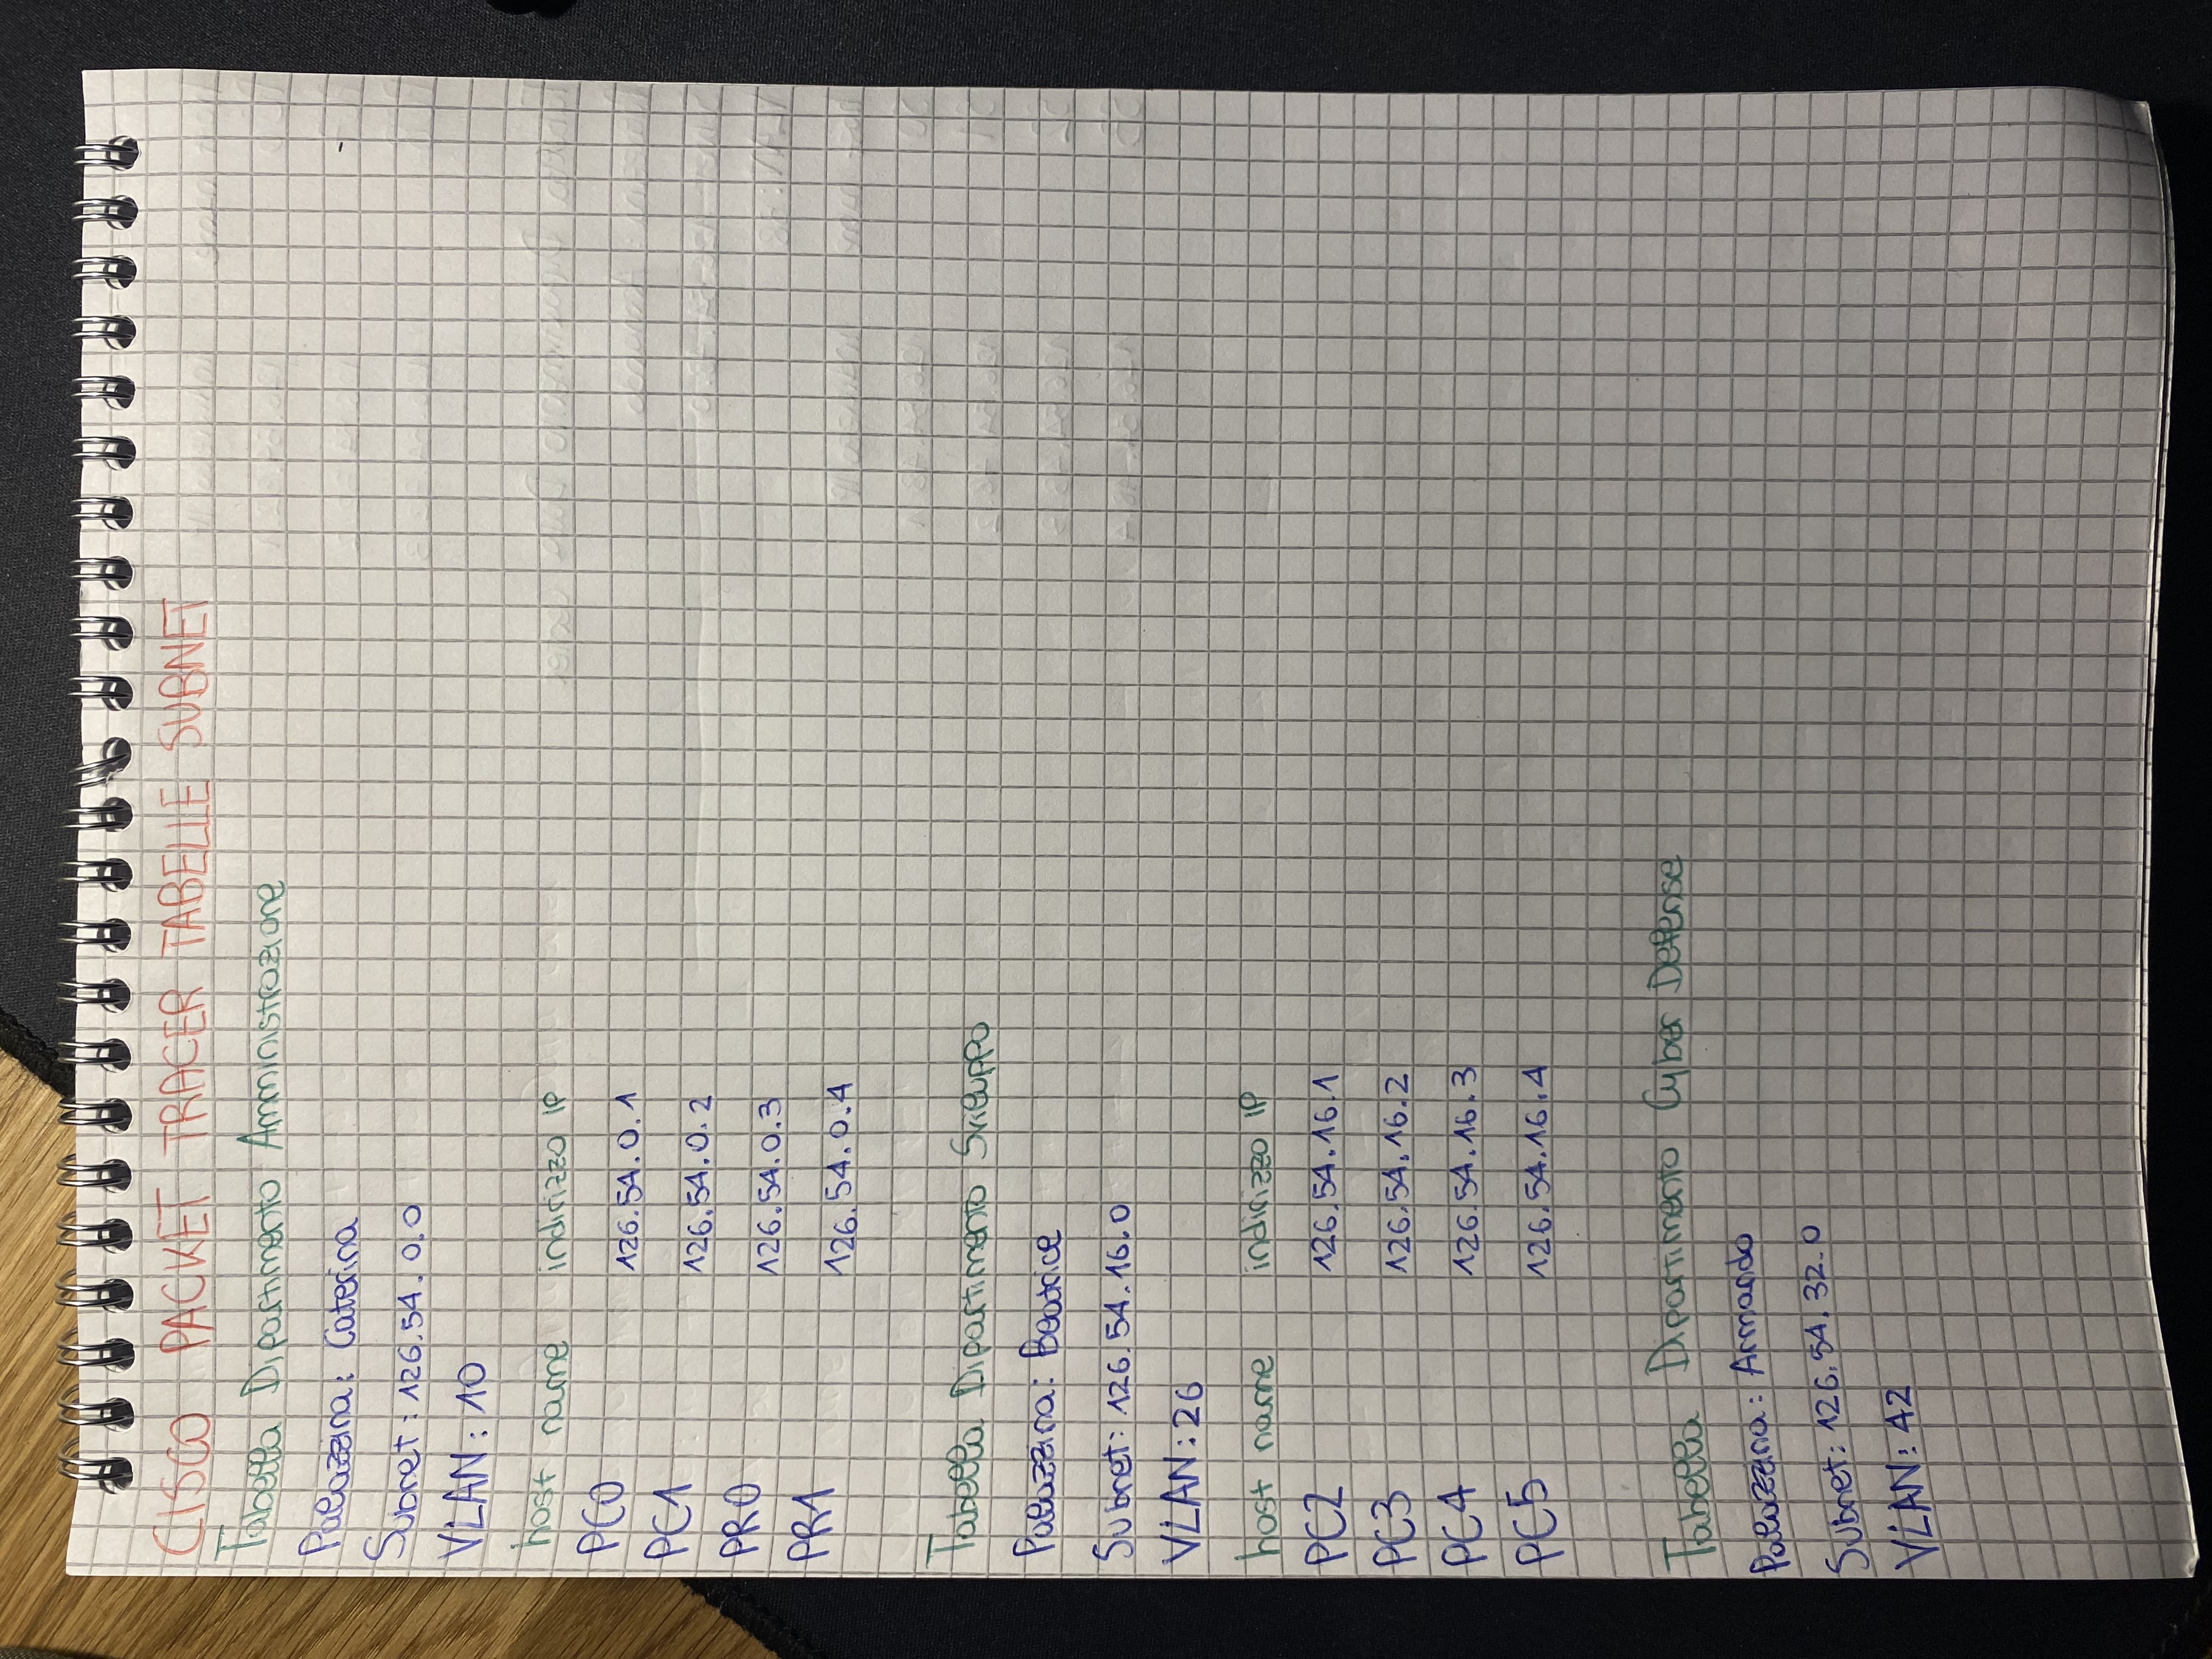 CISCO PACKET TRACER TABELLE SUBNET
Tabella Dipartimento Amministrazione
Palazzina: Caterina
Subnet: 126.54.0.0
VLAN: 10
host name indirizzo IP
PC0 126.54.0.1
PC1 126.54.0.2
PR0 126.54.0.3
PR1 126.54.0.4
Tabella Dipartimento Sviluppo
Palazzina: Beatrice
Subnet: 126.54.16.0
VLAN: 26
host name indirizzo IP
PC2 126.54.16.1
PC3 126.54.16.2
PC4 126.54.16.3
PC5 126.54.16.4
Tabella Dipartimento Cyber Defense
Palazzina: Armando
Subnet: 126.54.32.0
VLAN: 42